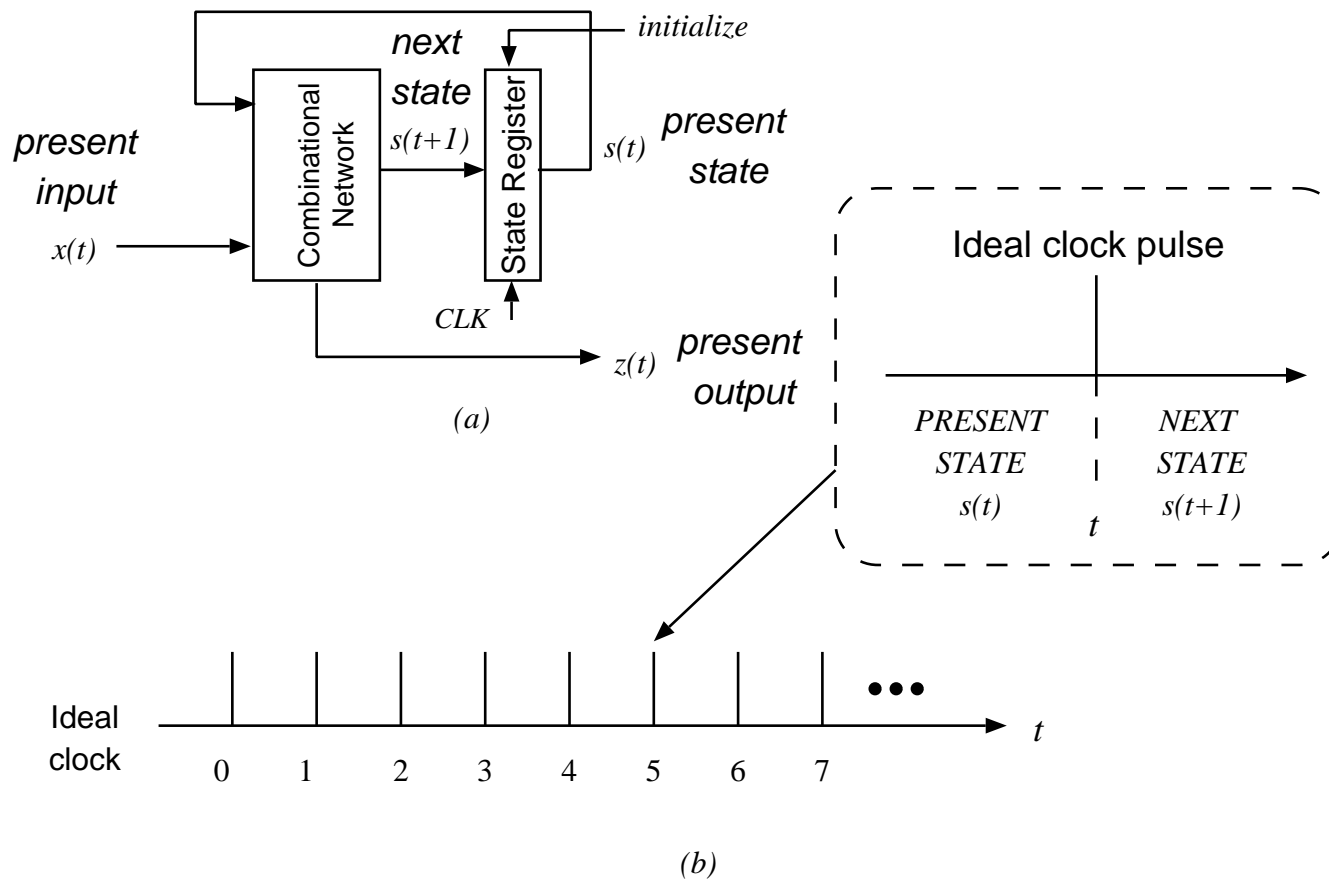 initialize
next
state
s(t+1)
Combinational
Network
State Register
present
input
x(t)
s(t)
present
state
CLK
z(t)
present
output
(a)
Ideal clock pulse
PRESENT
STATE
s(t)
NEXT
STATE
s(t+1)
t
Ideal
clock
t
0 1 2 3 4 5 6 7
(b)